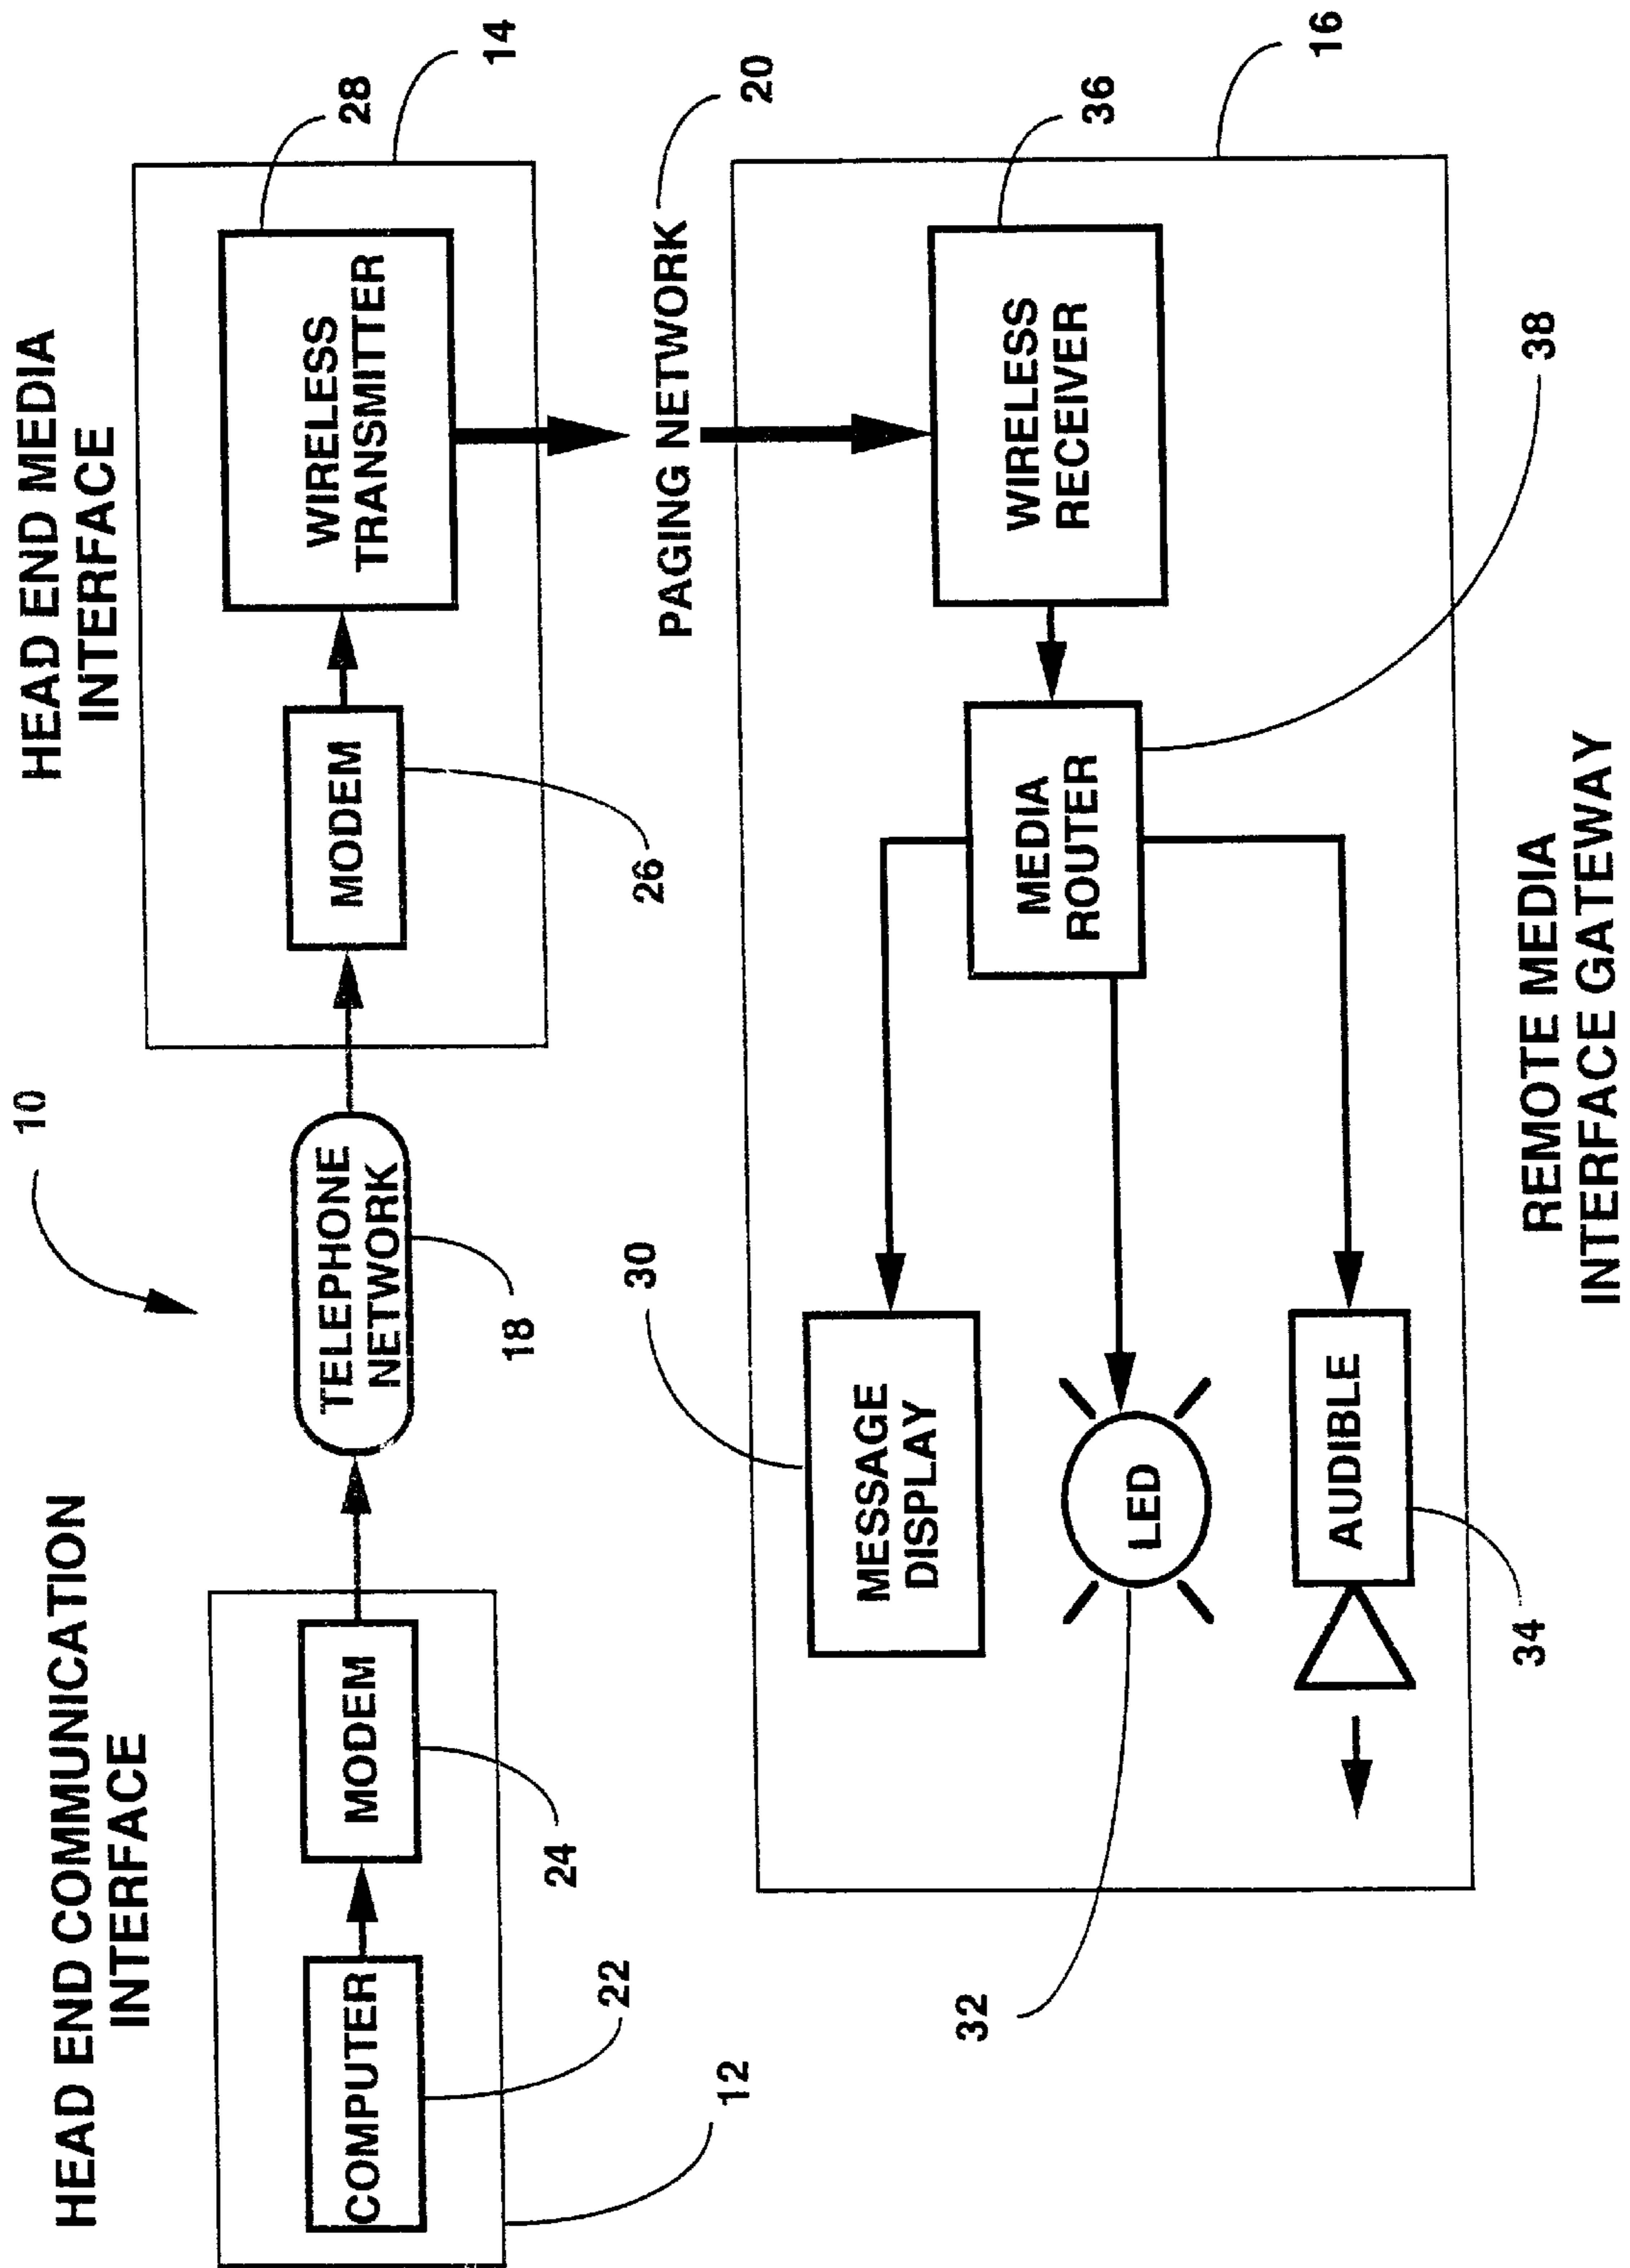 HEAD END COMMUNICATION
INTERFACE
COMPUTER
22
12
MODEM
24
10
TELEPHONE
NETWORK
18
HEAD END MEDIA
INTERFACE
MODEM
26
WIRELESS
TRANSMITTER
28
14
PAGING NETWORK
20
WIRELESS
RECEIVER
36
16
MEDIA
ROUTER
38
MESSAGE
DISPLAY
30
LED
32
AUDIBLE
34
REMOTE MEDIA
INTERFACE GATEWAY